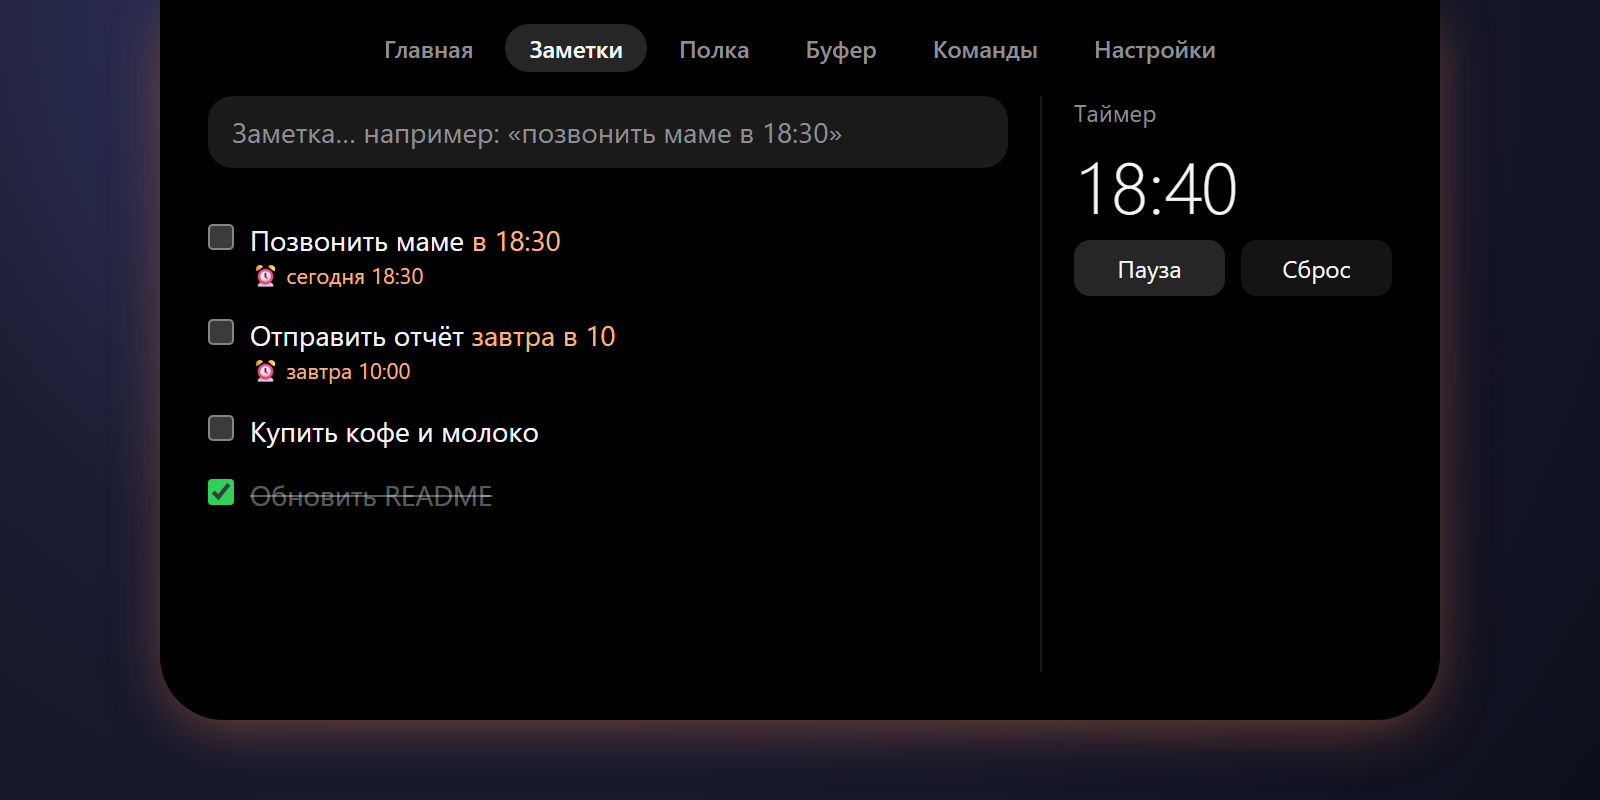 Главная Заметки Полка Буфер Команды Настройки
Заметка... например: «позвонить маме в 18:30»
Позвонить маме в 18:30
⏰ сегодня 18:30
Отправить отчёт завтра в 10
⏰ завтра 10:00
Купить кофе и молоко
Обновить README
Таймер
18:40
Пауза Сброс